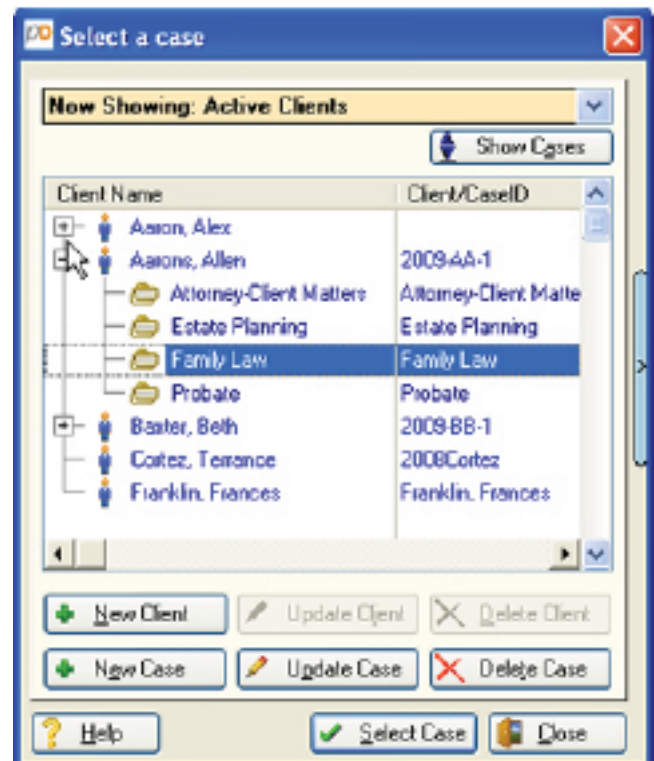 Select a case
Now Showing: Active Clients
Show Cases
Client Name Client/CaseID
Aaron, Alex
Aarons, Allen 2009-AA-1
Attorney-Client Matters Attorney-Client Matte
Estate Planning Estate Planning
Family Law Family Law
Probate Probate
Baxter, Beth 2009-BB-1
Cortez, Terrance 2008Cortez
Franklin, Frances Franklin, Frances
New Client Update Client Delete Client
New Case Update Case Delete Case
Help Select Case Close